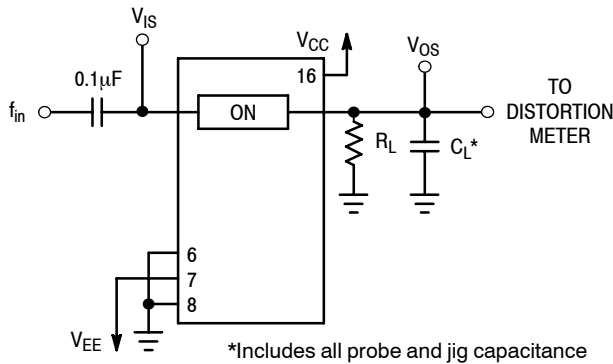 V_IS
V_CC
V_OS
0.1μF
16
f_in
ON
TO
DISTORTION
METER
R_L
C_L*
6
7
8
V_EE
*Includes all probe and jig capacitance